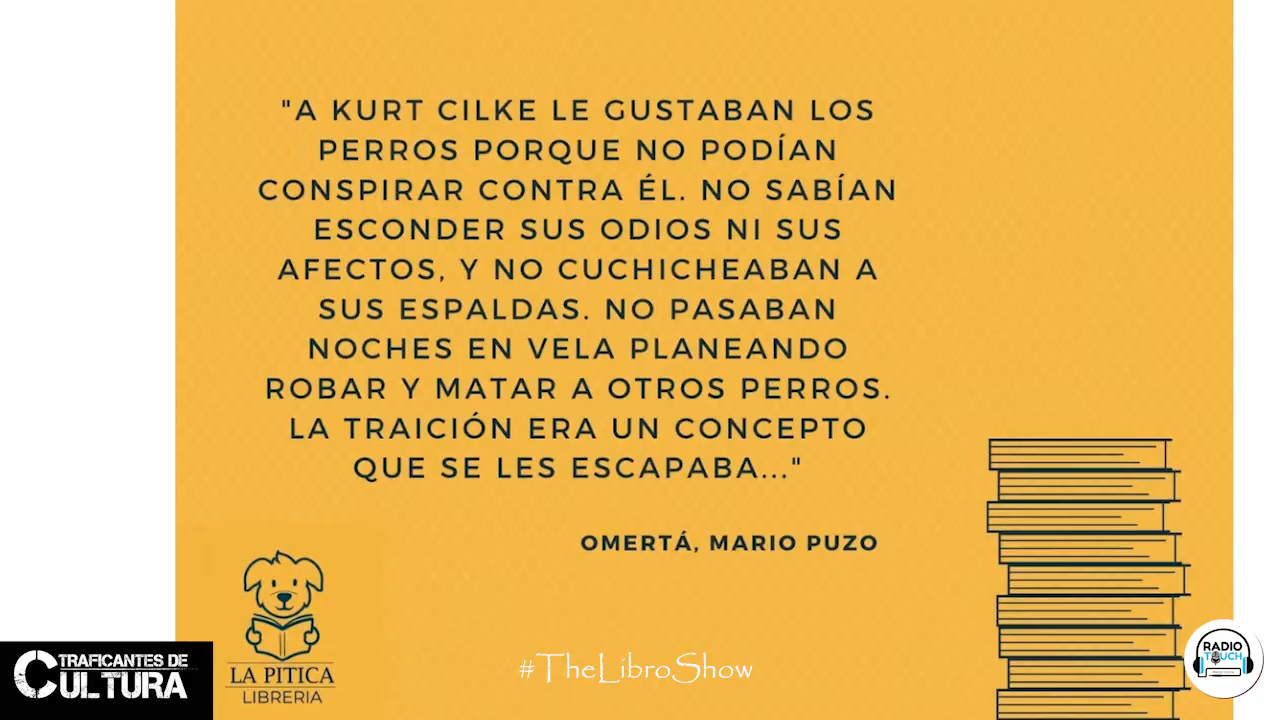 "A KURT CILKE LE GUSTABAN LOS
PERROS PORQUE NO PODÍAN
CONSPIRAR CONTRA ÉL. NO SABÍAN
ESCONDER SUS ODIOS NI SUS
AFECTOS, Y NO CUCHICHEABAN A
SUS ESPALDAS. NO PASABAN
NOCHES EN VELA PLANEANDO
ROBAR Y MATAR A OTROS PERROS.
LA TRAICIÓN ERA UN CONCEPTO
QUE SE LES ESCAPABA..."
OMERTÁ, MARIO PUZO
TRAFICANTES DE
CULTURA
LA PITICA
LIBRERIA
#TheLibroShow
RADIO
TOUCH